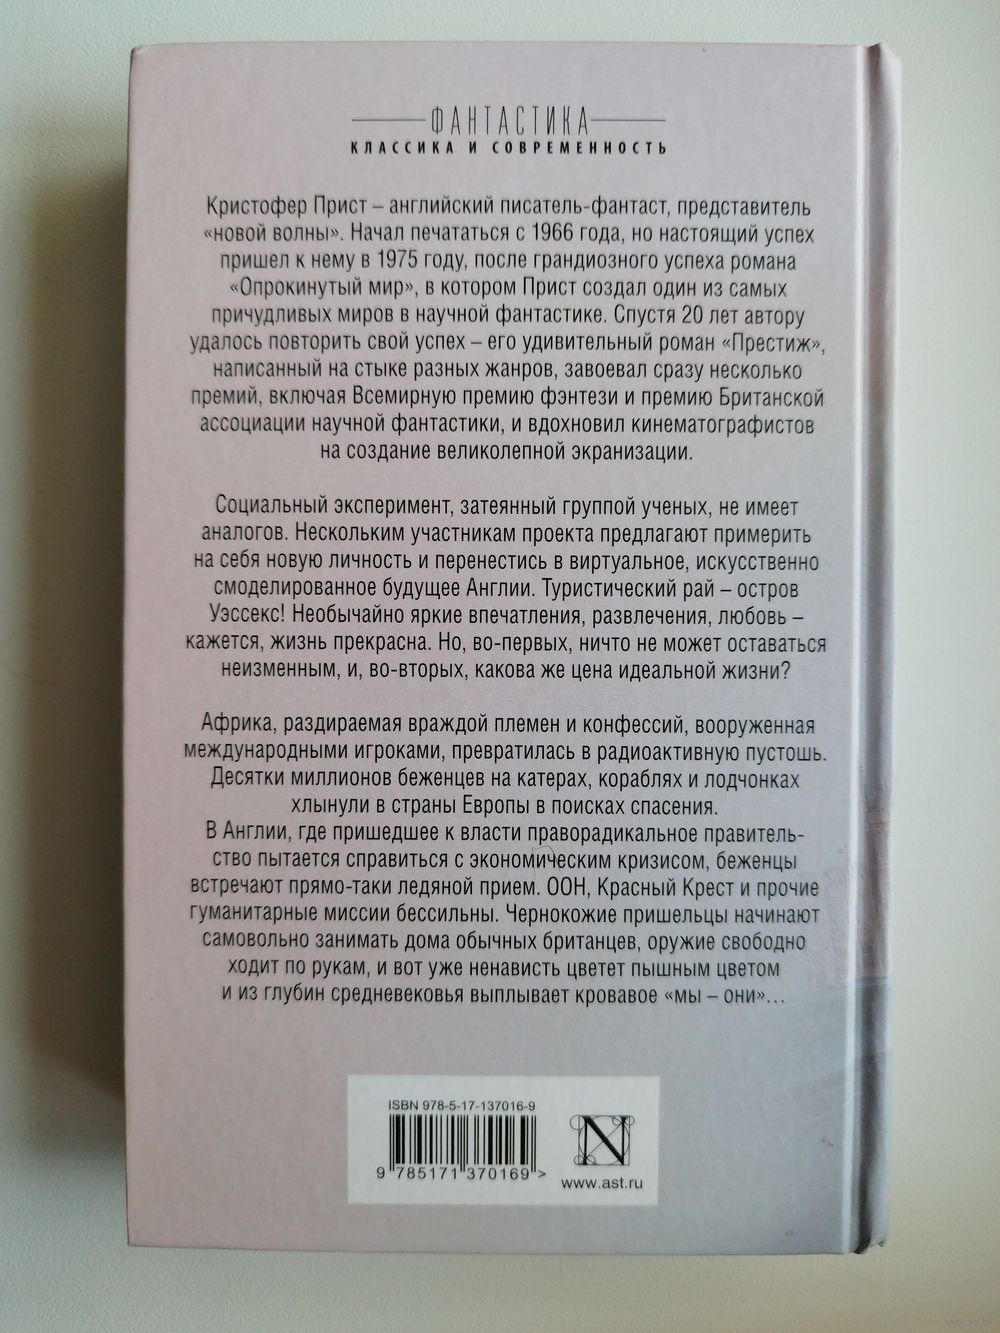 ФАНТАСТИКА
КЛАССИКА И СОВРЕМЕННОСТЬ
Кристофер Прист – английский писатель-фантаст, представитель
«новой волны». Начал печататься с 1966 года, но настоящий успех
пришел к нему в 1975 году, после грандиозного успеха романа
«Опрокинутый мир», в котором Прист создал один из самых
причудливых миров в научной фантастике. Спустя 20 лет автору
удалось повторить свой успех – его удивительный роман «Престиж»,
написанный на стыке разных жанров, завоевал сразу несколько
премий, включая Всемирную премию фэнтези и премию Британской
ассоциации научной фантастики, и вдохновил кинематографистов
на создание великолепной экранизации.
Социальный эксперимент, затеянный группой ученых, не имеет
аналогов. Нескольким участникам проекта предлагают примерить
на себя новую личность и перенестись в виртуальное, искусственно
смоделированное будущее Англии. Туристический рай – остров
Уэссекс! Необычайно яркие впечатления, развлечения, любовь –
кажется, жизнь прекрасна. Но, во-первых, ничто не может оставаться
неизменным, и, во-вторых, какова же цена идеальной жизни?
Африка, раздираемая враждой племен и конфессий, вооруженная
международными игроками, превратилась в радиоактивную пустошь.
Десятки миллионов беженцев на катерах, кораблях и лодчонках
хлынули в страны Европы в поисках спасения.
В Англии, где пришедшее к власти праворадикальное правитель-
ство пытается справиться с экономическим кризисом, беженцы
встречают прямо-таки ледяной прием. ООН, Красный Крест и прочие
гуманитарные миссии бессильны. Чернокожие пришельцы начинают
самовольно занимать дома обычных британцев, оружие свободно
ходит по рукам, и вот уже ненависть цветет пышным цветом
и из глубин средневековья выплывает кровавое «мы – они»...
ISBN 978-5-17-137016-9
9 785171 370169 >
N
www.ast.ru